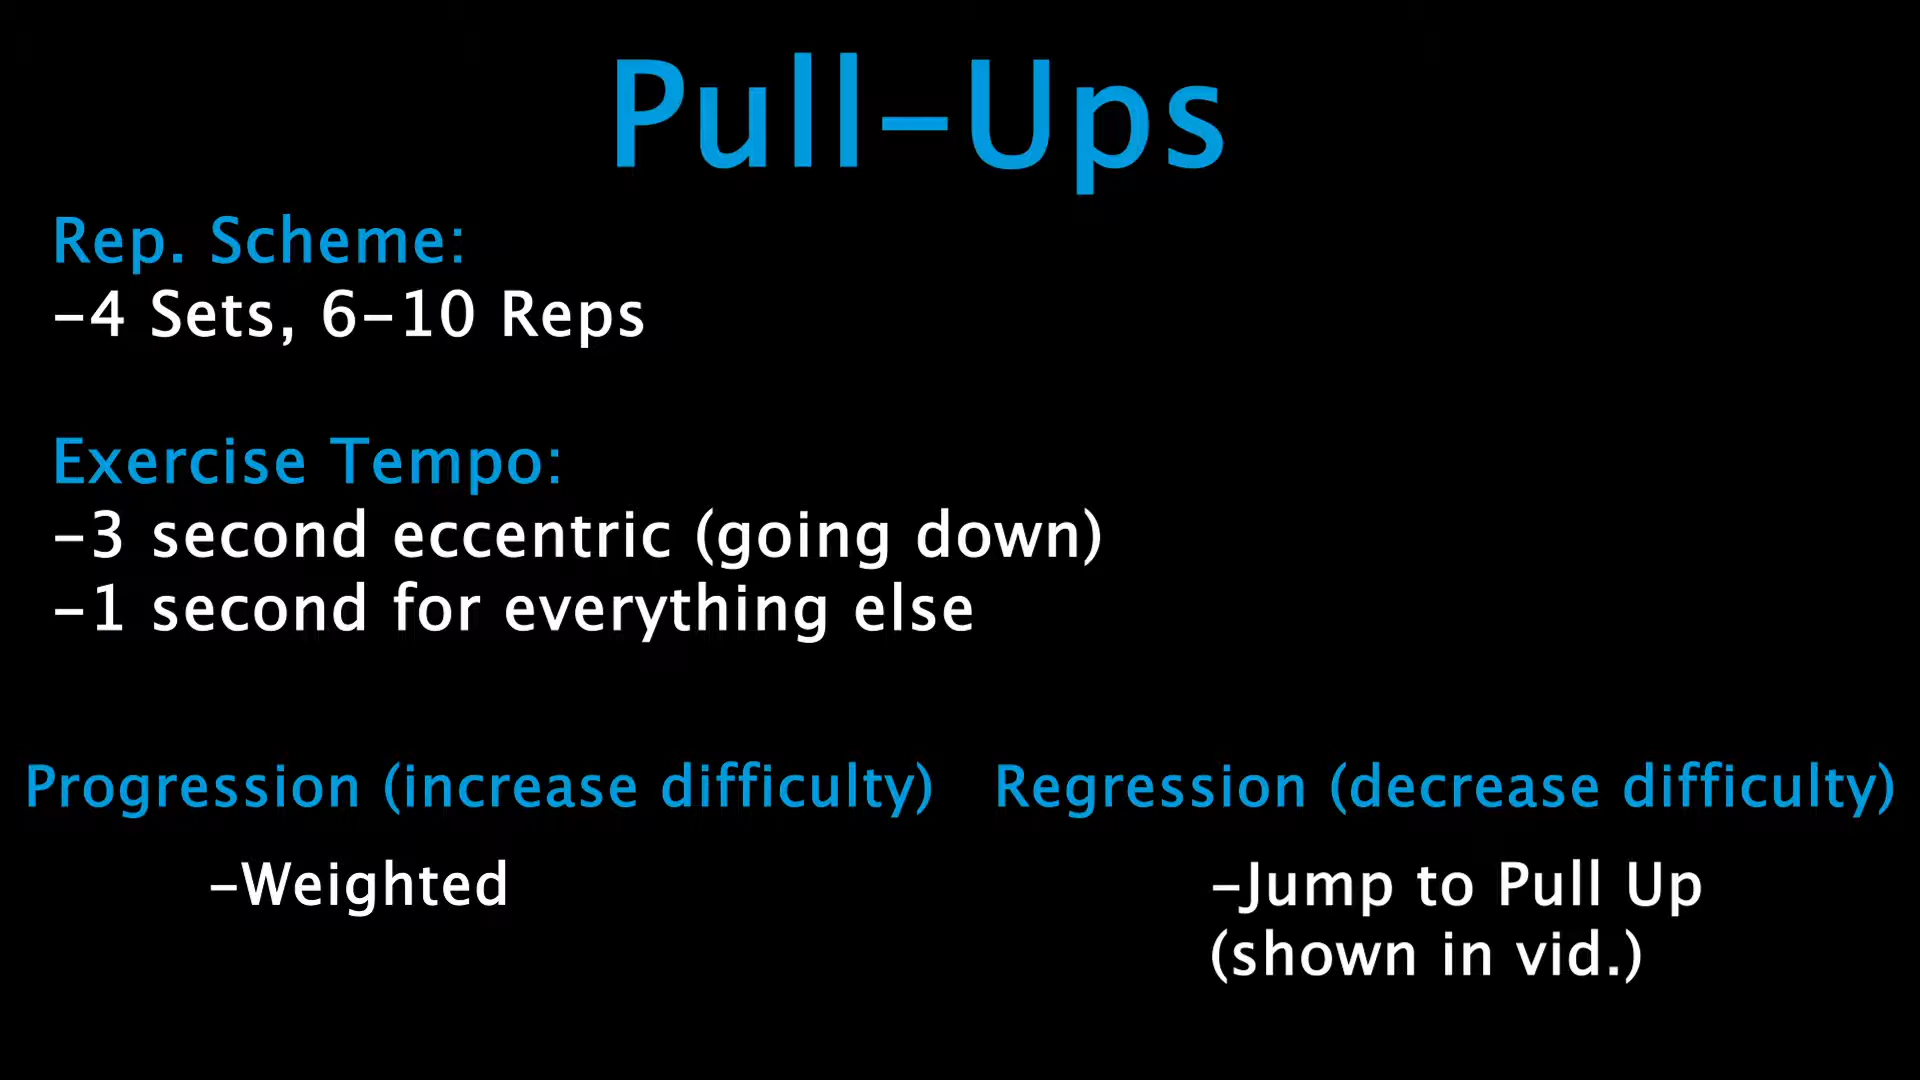 Pull-Ups
Rep. Scheme:
-4 Sets, 6-10 Reps
Exercise Tempo:
-3 second eccentric (going down)
-1 second for everything else
Progression (increase difficulty)
-Weighted
Regression (decrease difficulty)
-Jump to Pull Up
(shown in vid.)